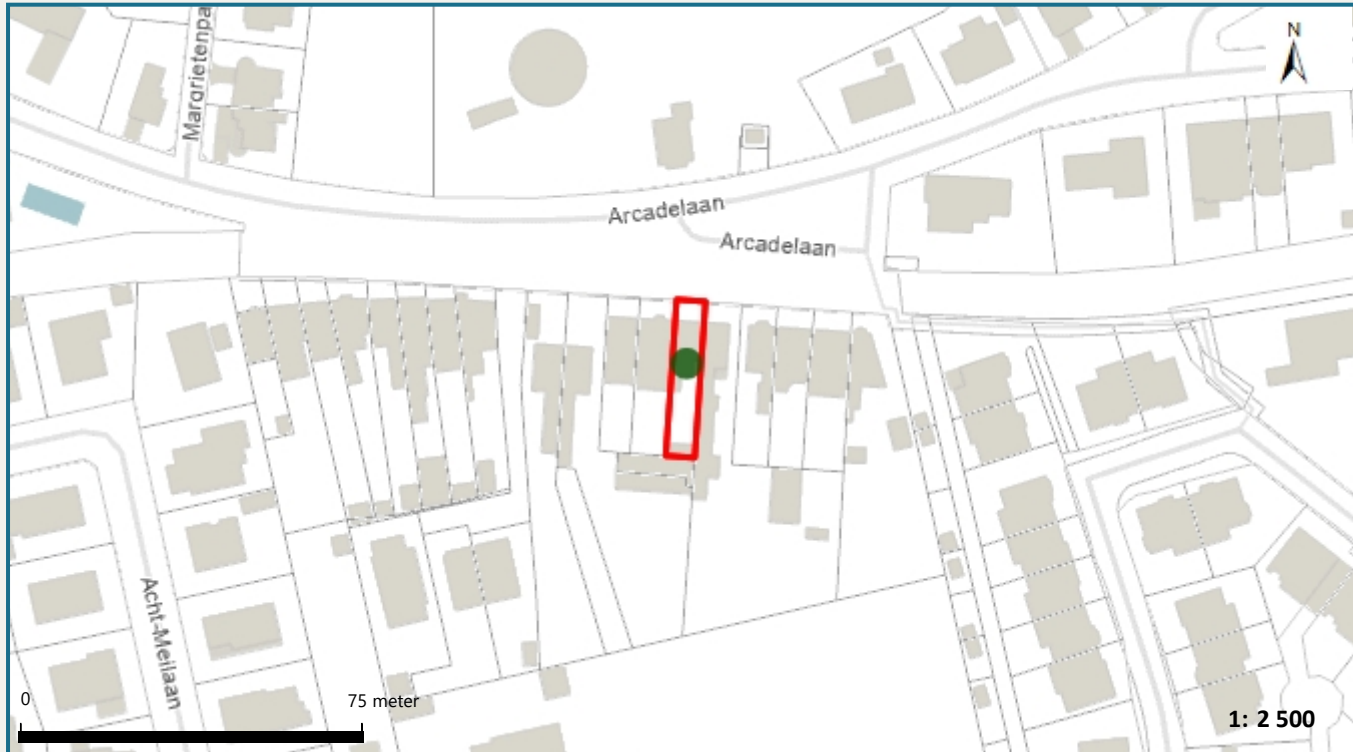 N
Margrietenpa
Arcadelaan
Arcadelaan
Acht-Meilaan
0
75 meter
1: 2 500